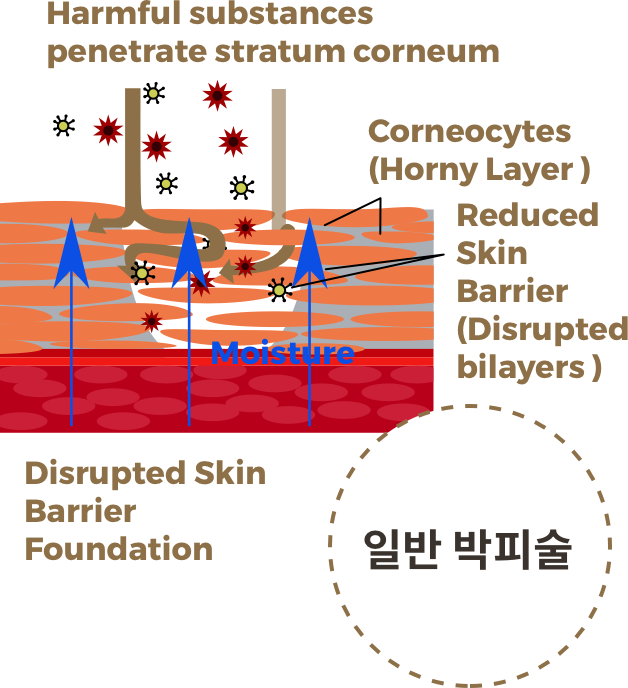 Harmful substances
penetrate stratum corneum
Corneocytes
(Horny Layer )
Reduced
Skin
Barrier
(Disrupted
bilayers )
Moisture
Disrupted Skin
Barrier
Foundation
일반 박피술